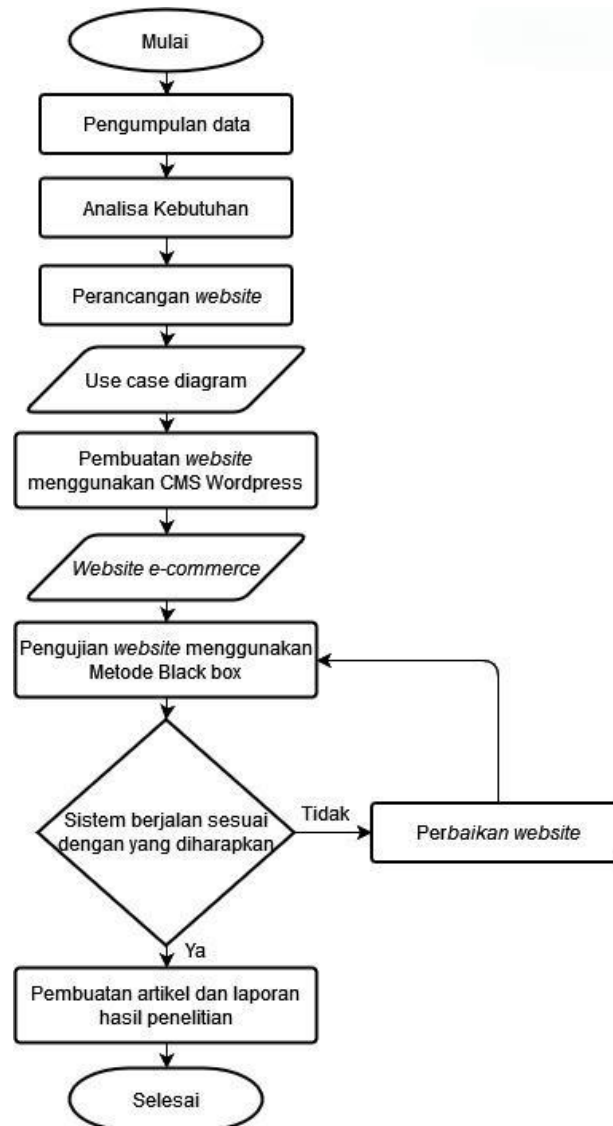 Mulai
Pengumpulan data
Analisa Kebutuhan
Perancangan website
Use case diagram
Pembuatan website
menggunakan CMS Wordpress
Website e-commerce
Pengujian website menggunakan
Metode Black box
Sistem berjalan sesuai
dengan yang diharapkan
Tidak
Perbaikan website
Ya
Pembuatan artikel dan laporan
hasil penelitian
Selesai